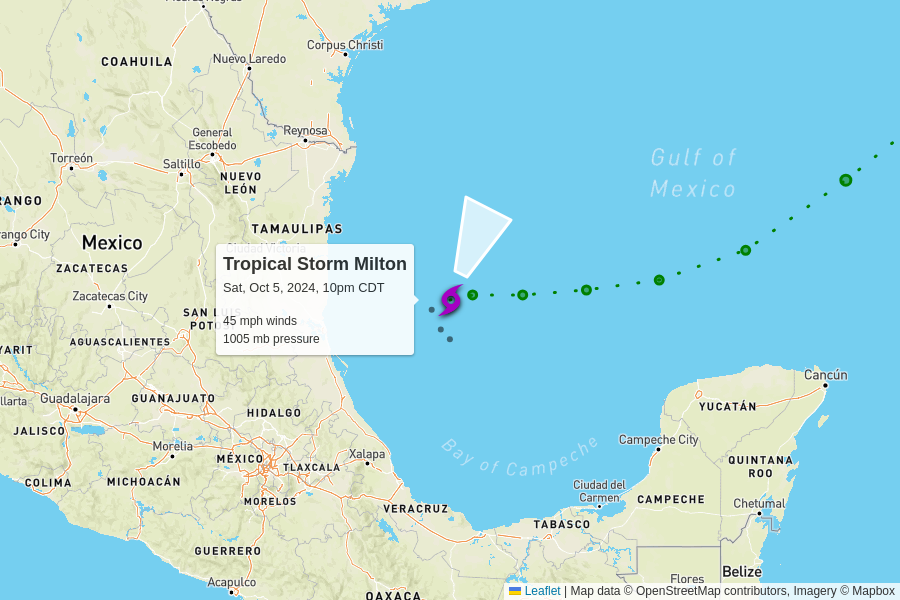 Corpus Christi
COAHUILA
Nuevo Laredo
General
Escobedo
Reynosa
Torreón
Saltillo
NUEVO
LEÓN
Gulf of
Mexico
TAMAULIPAS
Mexico
ZACATECAS
Tropical Storm Milton
Sat, Oct 5, 2024, 10pm CDT
45 mph winds
1005 mb pressure
Zacatecas City
SAN LU
POTO
AGUASCALIENTES
YARIT
llarta
Guadalajara
GUANAJUATO
HIDALGO
JALISCO
Morelia
MÉXICO
TLAXCALA
Xalapa
COLIMA
MICHOACÁN
MORELOS
VERACRUZ
GUERRERO
Acapulco
OAXACA
Bay of Campeche
Cancún
YUCATÁN
Campeche City
QUINTANA
ROO
Ciudad del
Carmen
CAMPECHE
Chetumal
TABASCO
Belize
Flores
RANGO
rango City
Leaflet | Map data © OpenStreetMap contributors, Imagery © Mapbox